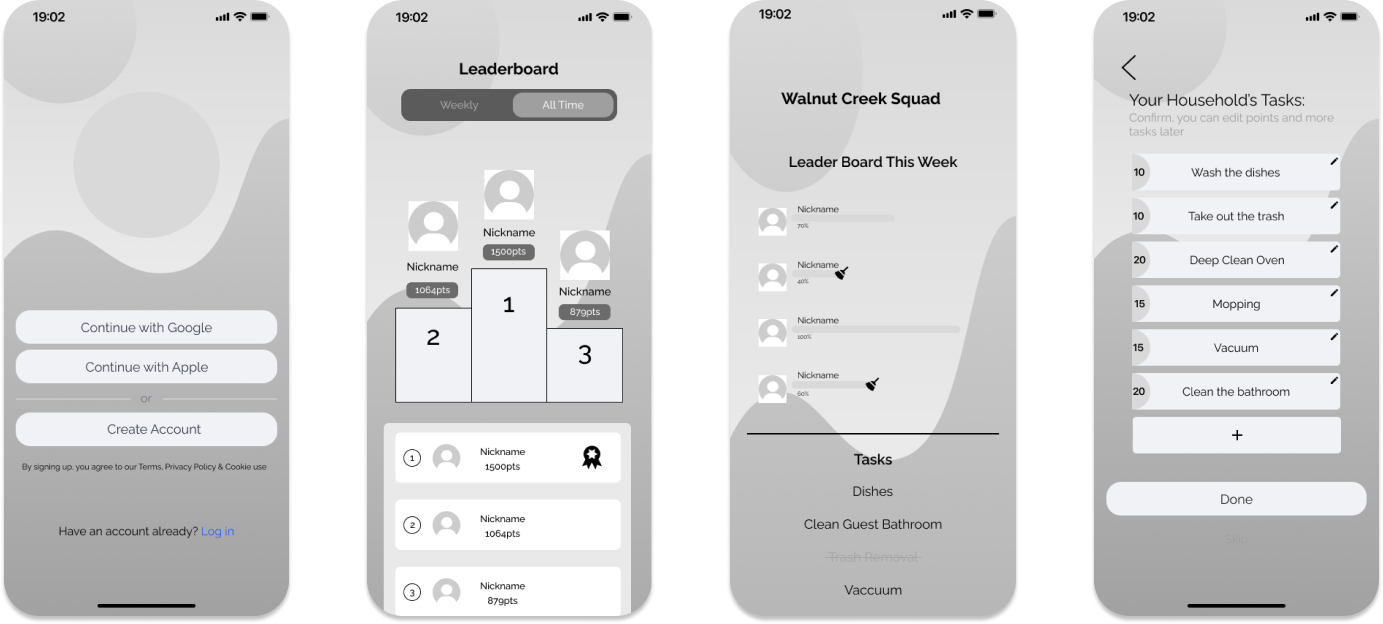 19:02
Continue with Google
Continue with Apple
or
Create Account
By signing up, you agree to our Terms, Privacy Policy & Cookie use
Have an account already? Log in
19:02
Leaderboard
Weekly
All Time
Nickname
1500pts
Nickname
1064pts
Nickname
879pts
1
2
3
1
Nickname
1500pts
2
Nickname
1064pts
3
Nickname
879pts
19:02
Walnut Creek Squad
Leader Board This Week
Nickname
70%
Nickname
40%
Nickname
100%
Nickname
60%
Tasks
Dishes
Clean Guest Bathroom
Trash Removal
Vaccuum
19:02
Your Household's Tasks:
Confirm, you can edit points and more
tasks later
10 Wash the dishes
10 Take out the trash
20 Deep Clean Oven
15 Mopping
15 Vacuum
20 Clean the bathroom
+
Done
Skip